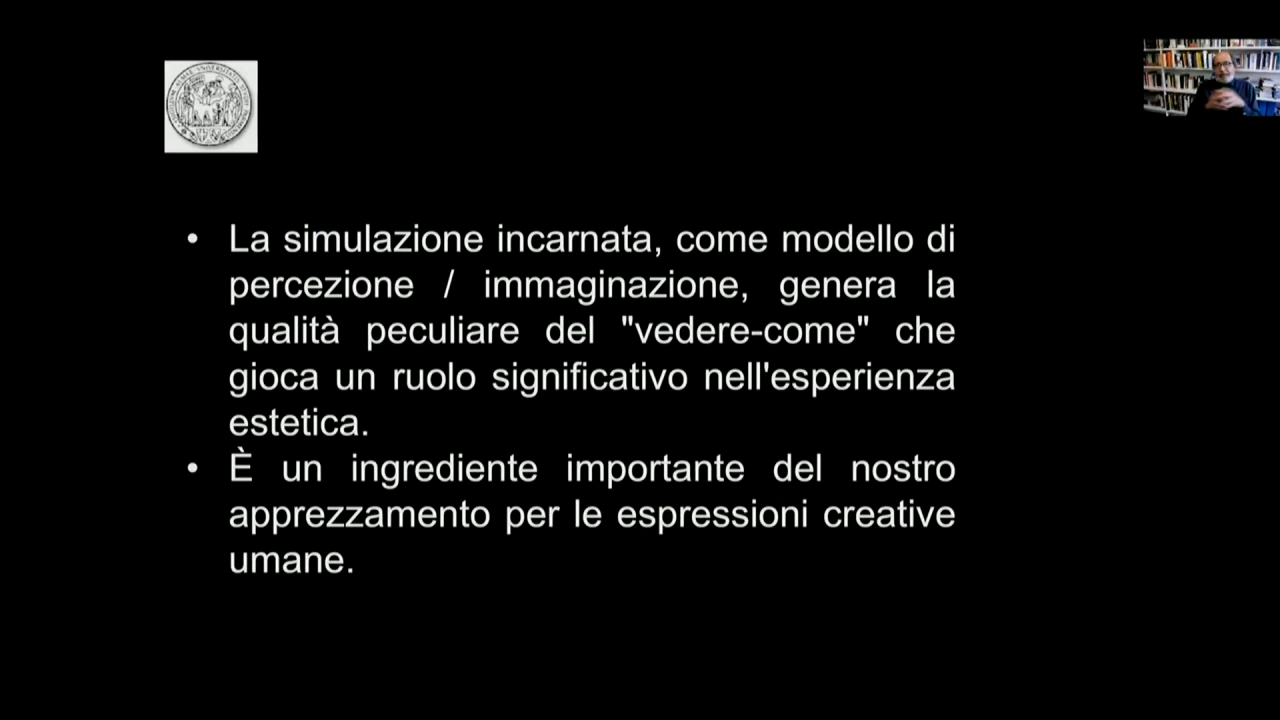 • La simulazione incarnata, come modello di
percezione / immaginazione, genera la
qualità peculiare del "vedere-come" che
gioca un ruolo significativo nell'esperienza
estetica.
• È un ingrediente importante del nostro
apprezzamento per le espressioni creative
umane.